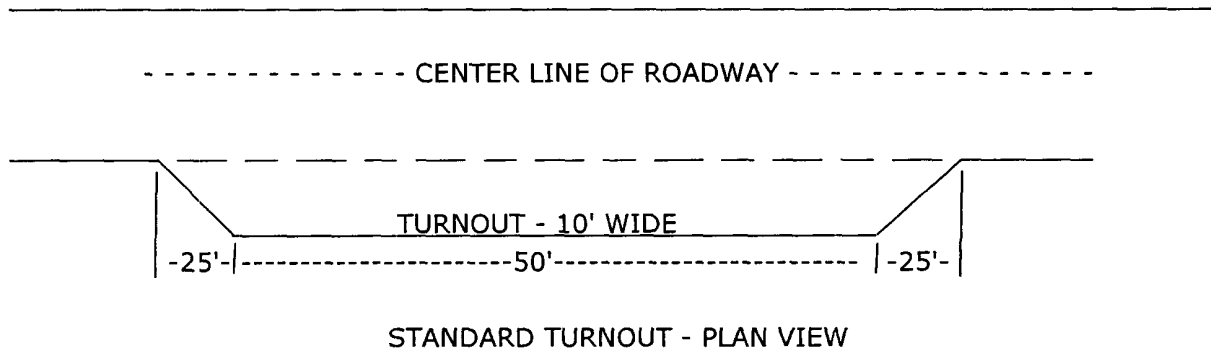 CENTER LINE OF ROADWAY
TURNOUT - 10' WIDE
-25'- -50'- -25'-
STANDARD TURNOUT - PLAN VIEW